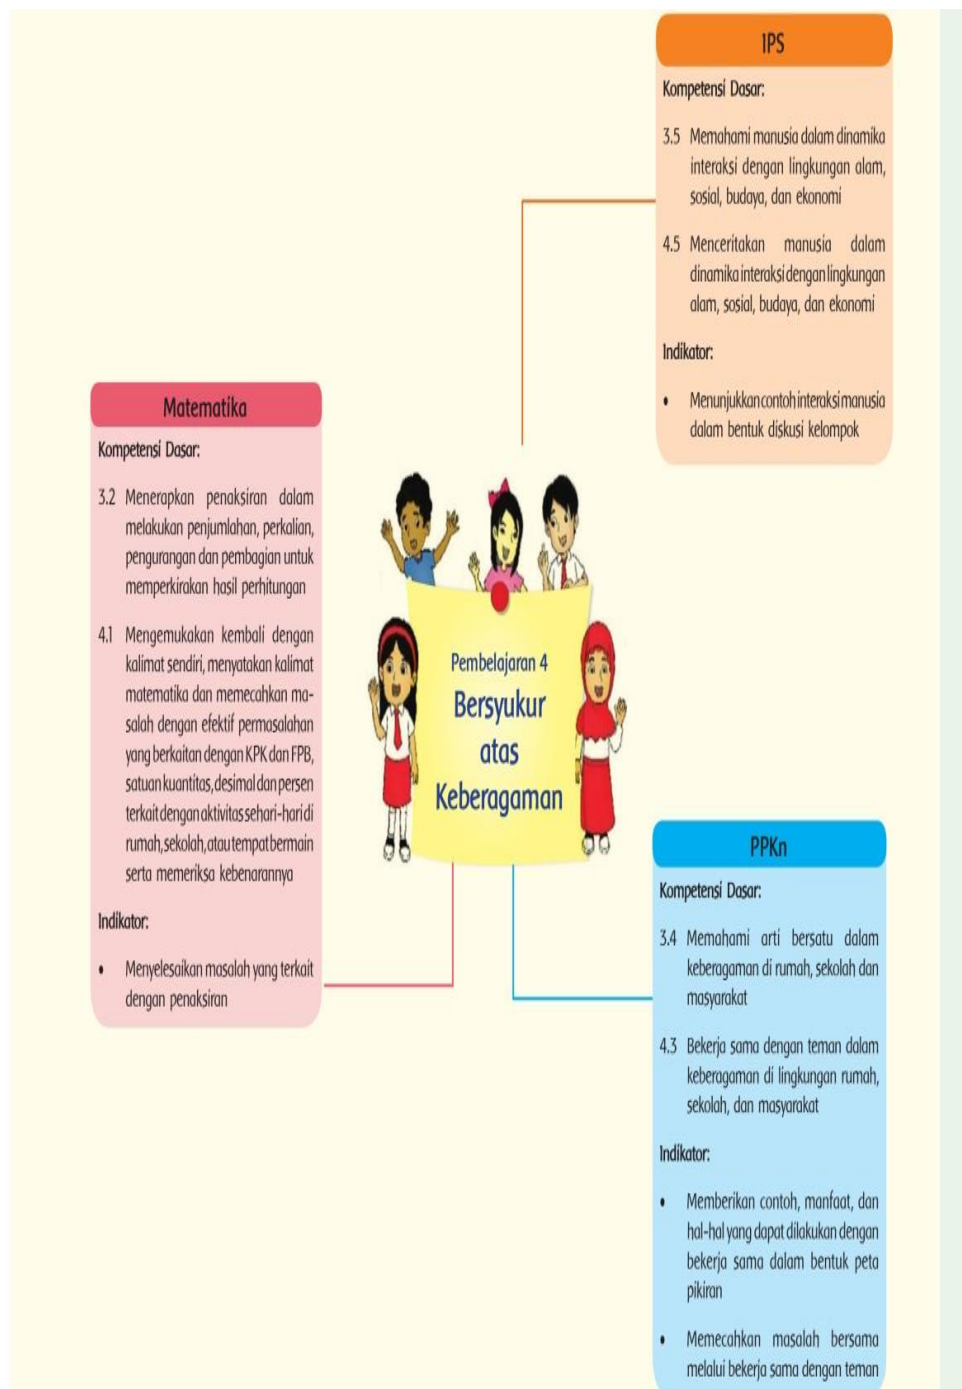 IPS
Kompetensi Dasar:
3.5 Memahami manusia dalam dinamika
interaksi dengan lingkungan alam,
sosial, budaya, dan ekonomi
4.5 Menceritakan manusia dalam
dinamika interaksi dengan lingkungan
alam, sosial, budaya, dan ekonomi
Indikator:
• Menunjukkan contoh interaksi manusia
dalam bentuk diskusi kelompok
Matematika
Kompetensi Dasar:
3.2 Menerapkan penaksiran dalam
melakukan penjumlahan, perkalian,
pengurangan dan pembagian untuk
memperkirakan hasil perhitungan
4.1 Mengemukakan kembali dengan
kalimat sendiri, menyatakan kalimat
matematika dan memecahkan ma-
salah dengan efektif permasalahan
yang berkaitan dengan KPK dan FPB,
satuan kuantitas, desimal dan persen
terkait dengan aktivitas sehari-hari di
rumah, sekolah, atau tempat bermain
serta memeriksa kebenarannya
Indikator:
• Menyelesaikan masalah yang terkait
dengan penaksiran
Pembelajaran 4
Bersyukur
atas
Keberagaman
PPKn
Kompetensi Dasar:
3.4 Memahami arti bersatu dalam
keberagaman di rumah, sekolah dan
masyarakat
4.3 Bekerja sama dengan teman dalam
keberagaman di lingkungan rumah,
sekolah, dan masyarakat
Indikator:
• Memberikan contoh, manfaat, dan
hal-hal yang dapat dilakukan dengan
bekerja sama dalam bentuk peta
pikiran
• Memecahkan masalah bersama
melalui bekerja sama dengan teman